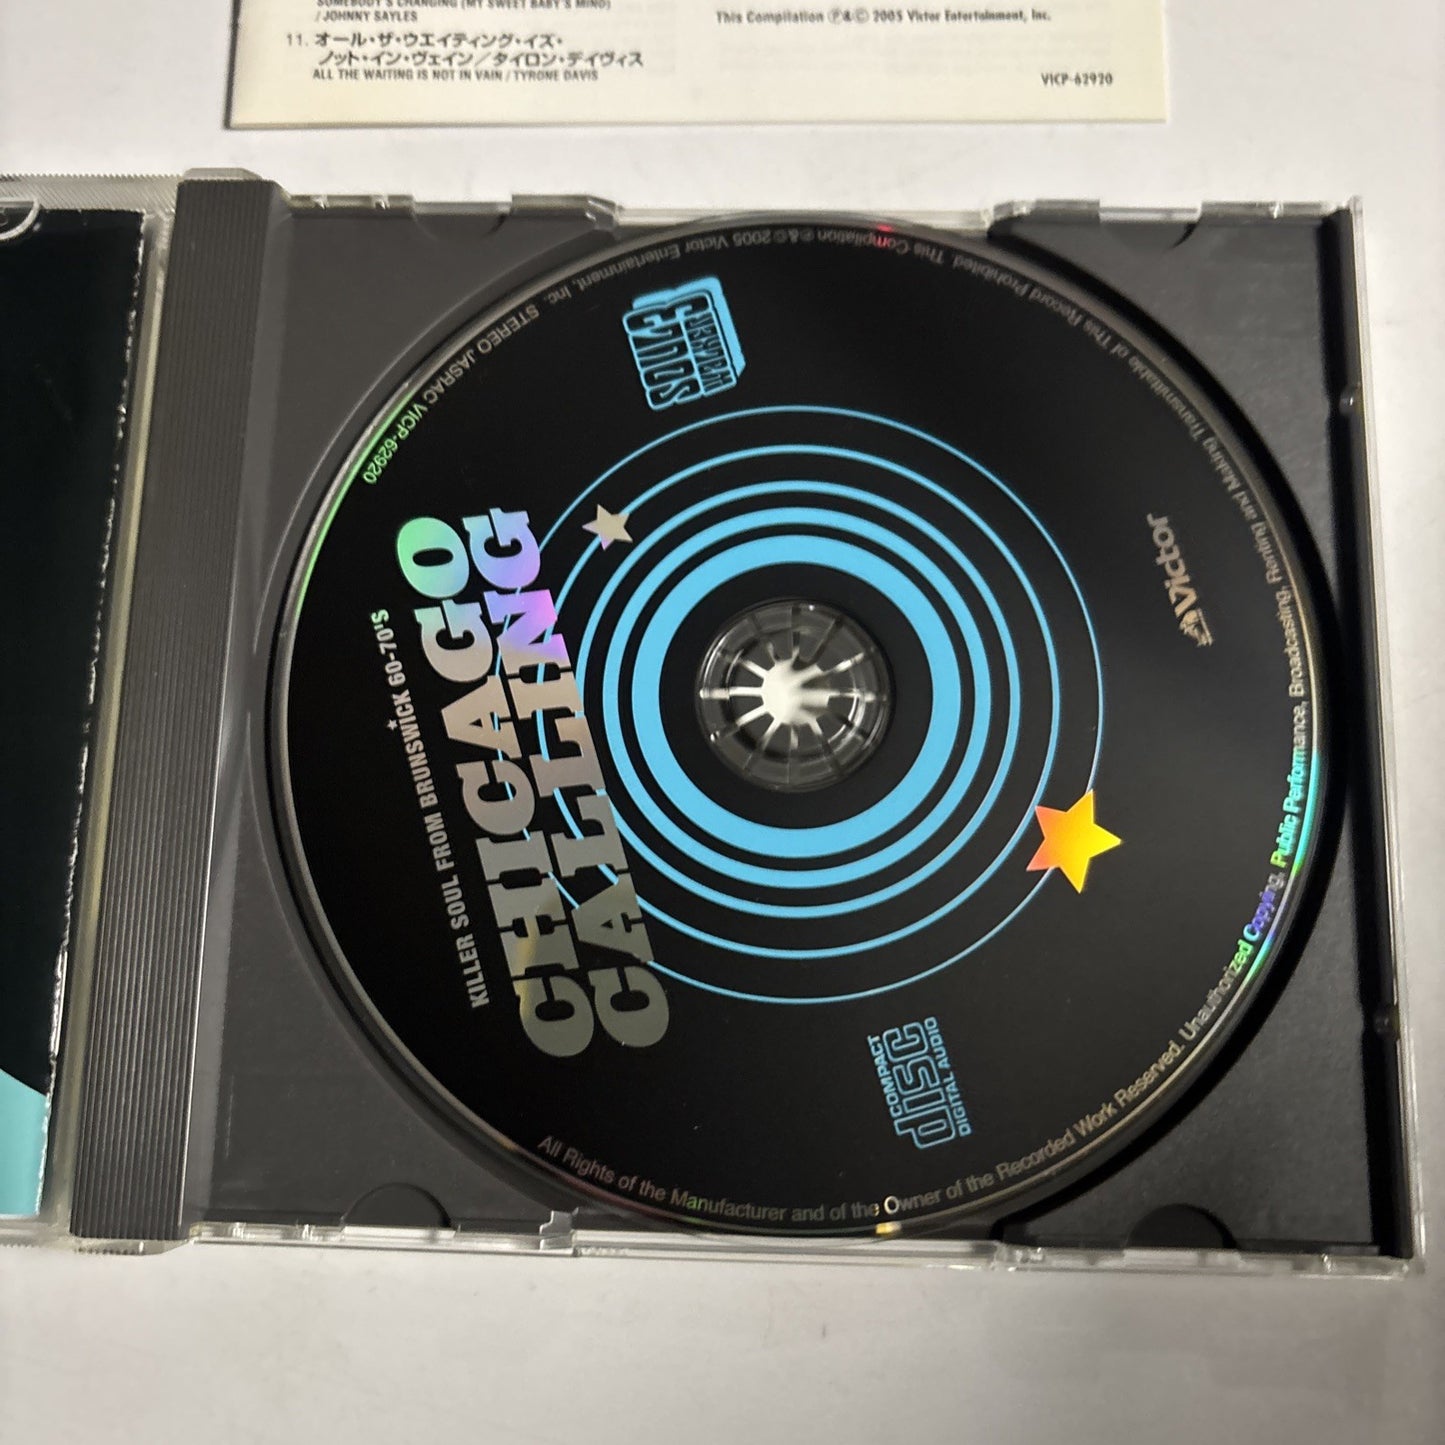 SOMEBODY'S CHANGING (MY SWEET BABY'S MIND)
/ JOHNNY SAYLES
11. オール・ザ・ウエイティング・イズ・
ノット・イン・ヴェイン／タイロン・デイヴィス
ALL THE WAITING IS NOT IN VAIN / TYRONE DAVIS
This Compilation ℗&© 2005 Victor Entertainment, Inc.
VICP-62920
KILLER SOUL FROM BRUNSWICK 60-70'S
CHICAGO
CALLING
Victor
COMPACT
disc
DIGITAL AUDIO
All Rights of the Manufacturer and of the Owner of the Recorded Work Reserved. Unauthorized Copying, Public Performance, Broadcasting, Renting and Making Transmittable of This Record Prohibited. This Compilation ℗&© 2005 Victor Entertainment, Inc. STEREO JASRAC VICP-62920